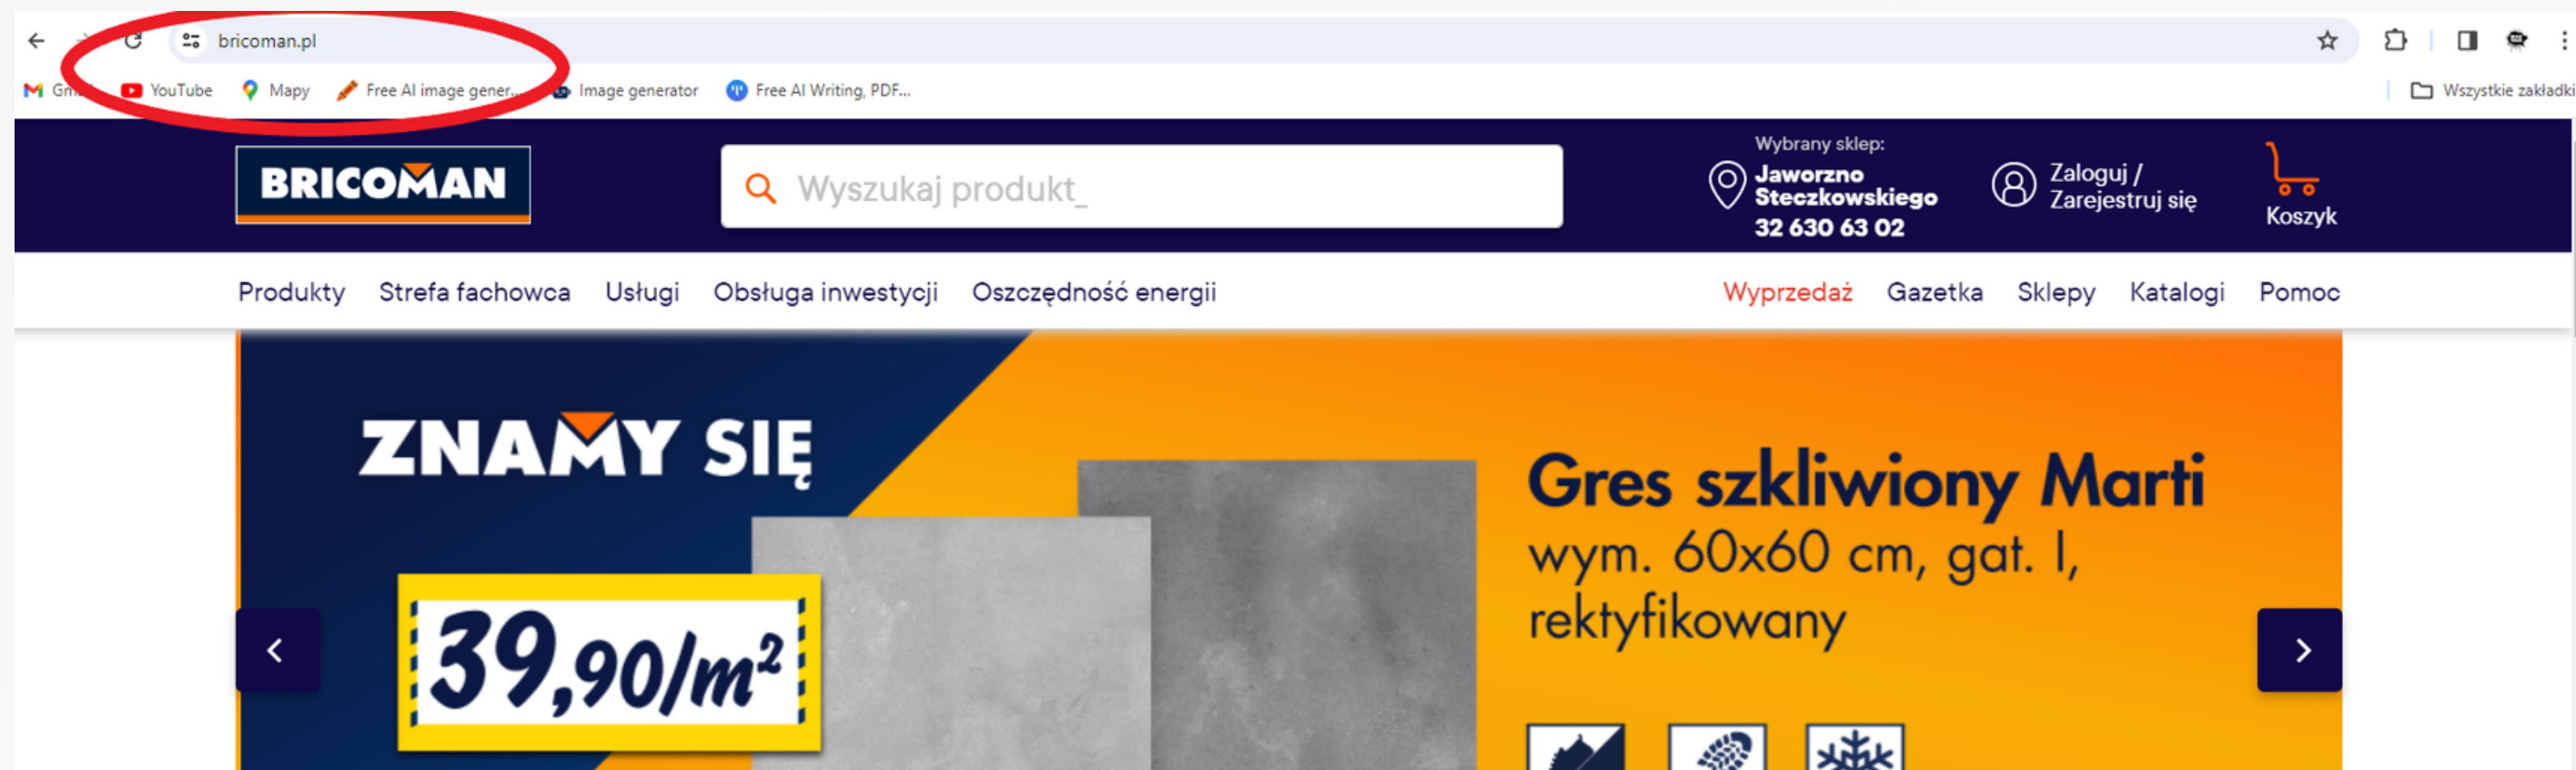 bricoman.pl
YouTube Mapy Free AI image gener... Image generator Free AI Writing, PDF... Wszystkie zakładki
BRICOMAN
Wyszukaj produkt_
Wybrany sklep:
Jaworzno
Steczkowskiego
32 630 63 02
Zaloguj /
Zarejestruj się
Koszyk
Produkty Strefa fachowca Usługi Obsługa inwestycji Oszczędność energii Wyprzedaż Gazetka Sklepy Katalogi Pomoc
ZNAMY SIĘ
39,90/m²
Gres szkliwiony Marti
wym. 60x60 cm, gat. I,
rektyfikowany